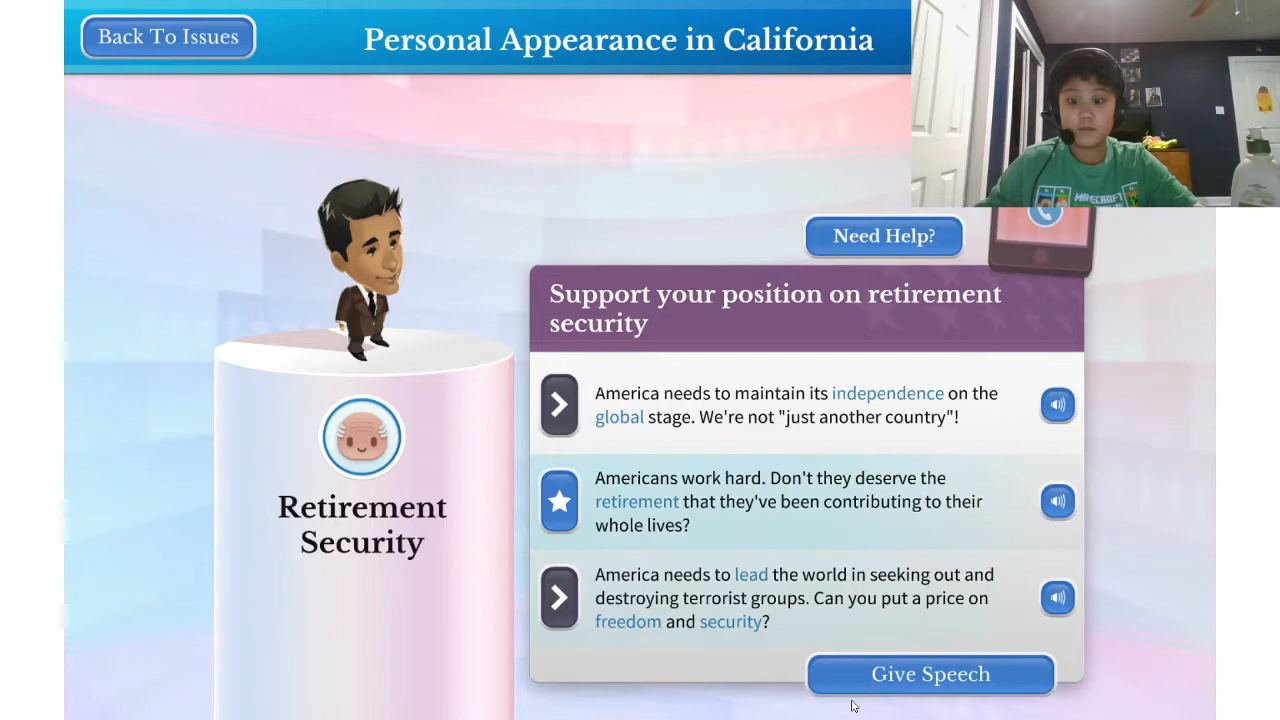 Back To Issues
Personal Appearance in California
Need Help?
Support your position on retirement
security
America needs to maintain its independence on the
global stage. We're not "just another country"!
Americans work hard. Don't they deserve the
retirement that they've been contributing to their
whole lives?
America needs to lead the world in seeking out and
destroying terrorist groups. Can you put a price on
freedom and security?
Give Speech
Retirement
Security
MINECRAFT